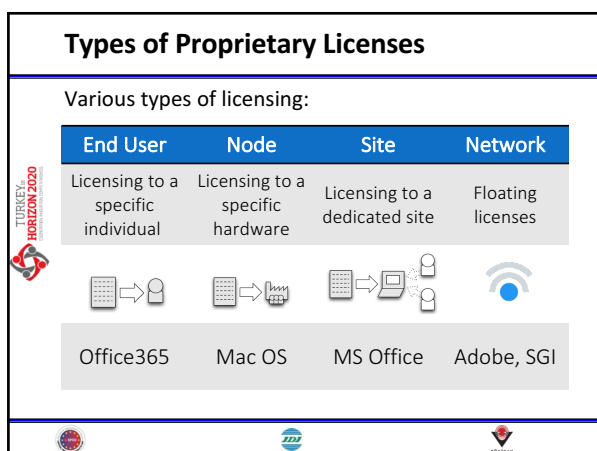 Types of Proprietary Licenses
Various types of licensing:
End User Node Site Network
Licensing to a specific individual
Licensing to a specific hardware
Licensing to a dedicated site
Floating licenses
Office365 Mac OS MS Office Adobe, SGI
TURKEY in
HORIZON 2020